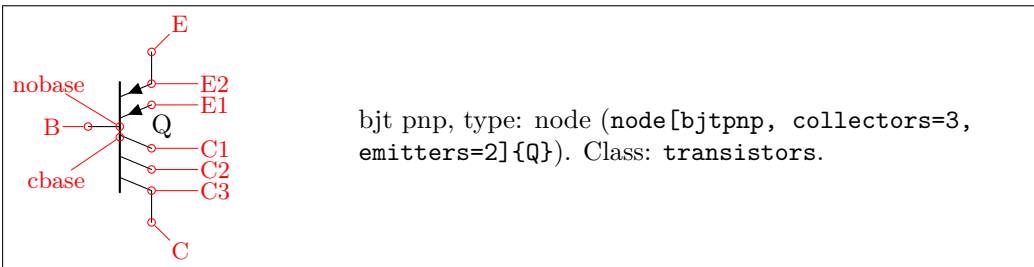 E
nobase
E2
E1
B
Q
C1
cbase
C2
C3
C
bjt pnp, type: node (node[bjtpnp, collectors=3,
emitters=2]{Q}). Class: transistors.